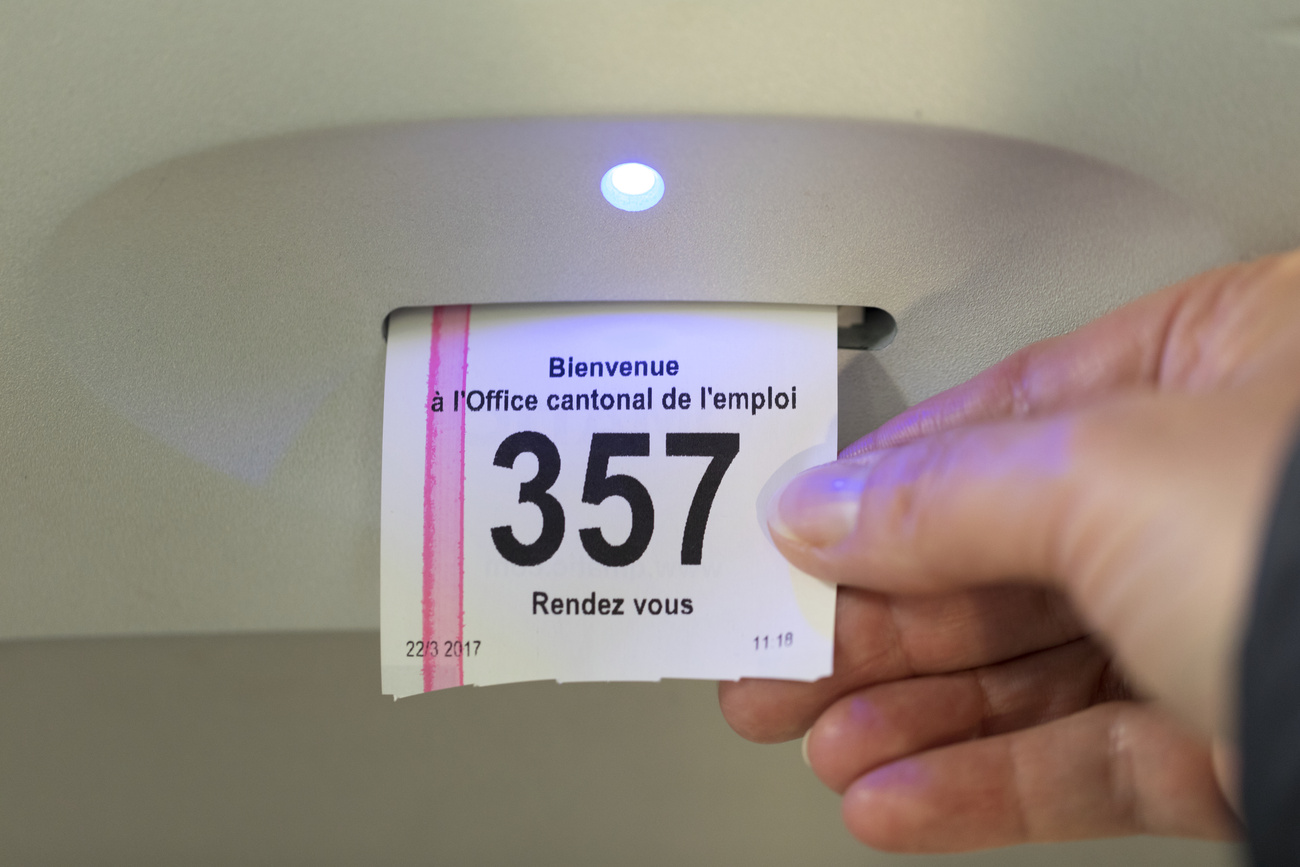 Bienvenue
à l'Office cantonal de l'emploi
357
Rendez vous
22/3 2017 11:18